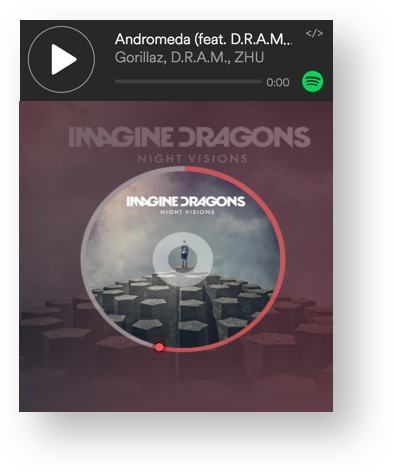 Andromeda (feat. D.R.A.M...
</>
Gorillaz, D.R.A.M., ZHU
0:00
IMAGINE DRAGONS
NIGHT VISIONS
IMAGINE DRAGONS
NIGHT VISIONS